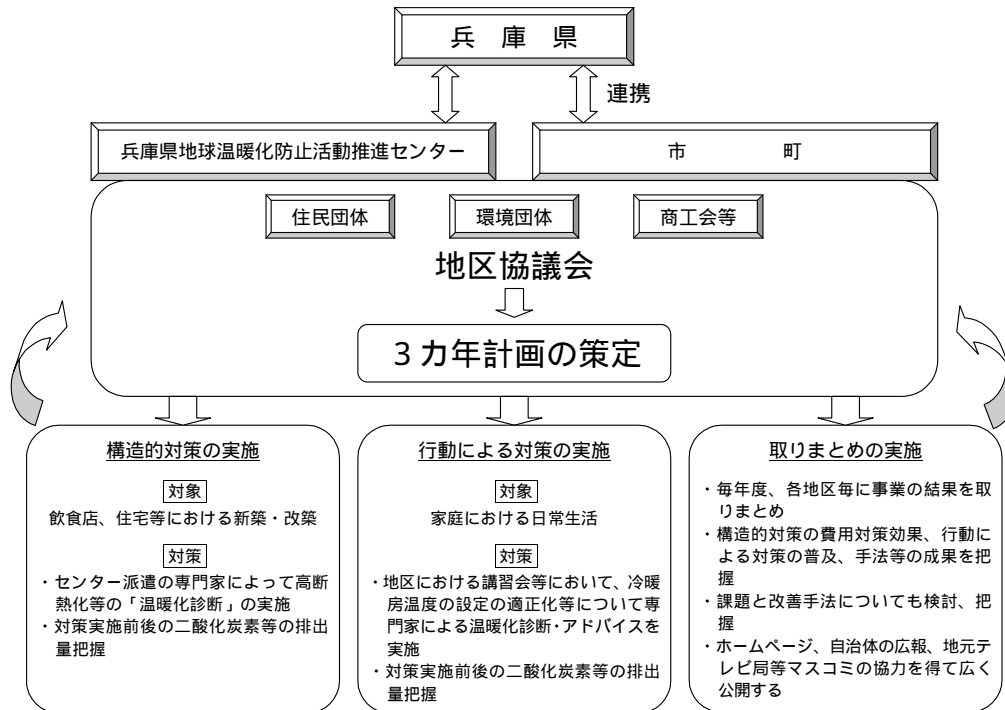 兵　庫　県
連携
兵庫県地球温暖化防止活動推進センター
市　　　　町
住民団体
環境団体
商工会等
地区協議会
３カ年計画の策定
構造的対策の実施
対象
飲食店、住宅等における新築・改築
対策
・センター派遣の専門家によって高断
熱化等の「温暖化診断」の実施
・対策実施前後の二酸化炭素等の排出
量把握
行動による対策の実施
対象
家庭における日常生活
対策
・地区における講習会等において、冷暖
房温度の設定の適正化等について専
門家による温暖化診断・アドバイスを
実施
・対策実施前後の二酸化炭素等の排出
量把握
取りまとめの実施
・毎年度、各地区毎に事業の結果を取
りまとめ
・構造的対策の費用対策効果、行動に
よる対策の普及、手法等の成果を把
握
・課題と改善手法についても検討、把
握
・ホームページ、自治体の広報、地元テ
レビ局等マスコミの協力を得て広く
公開する